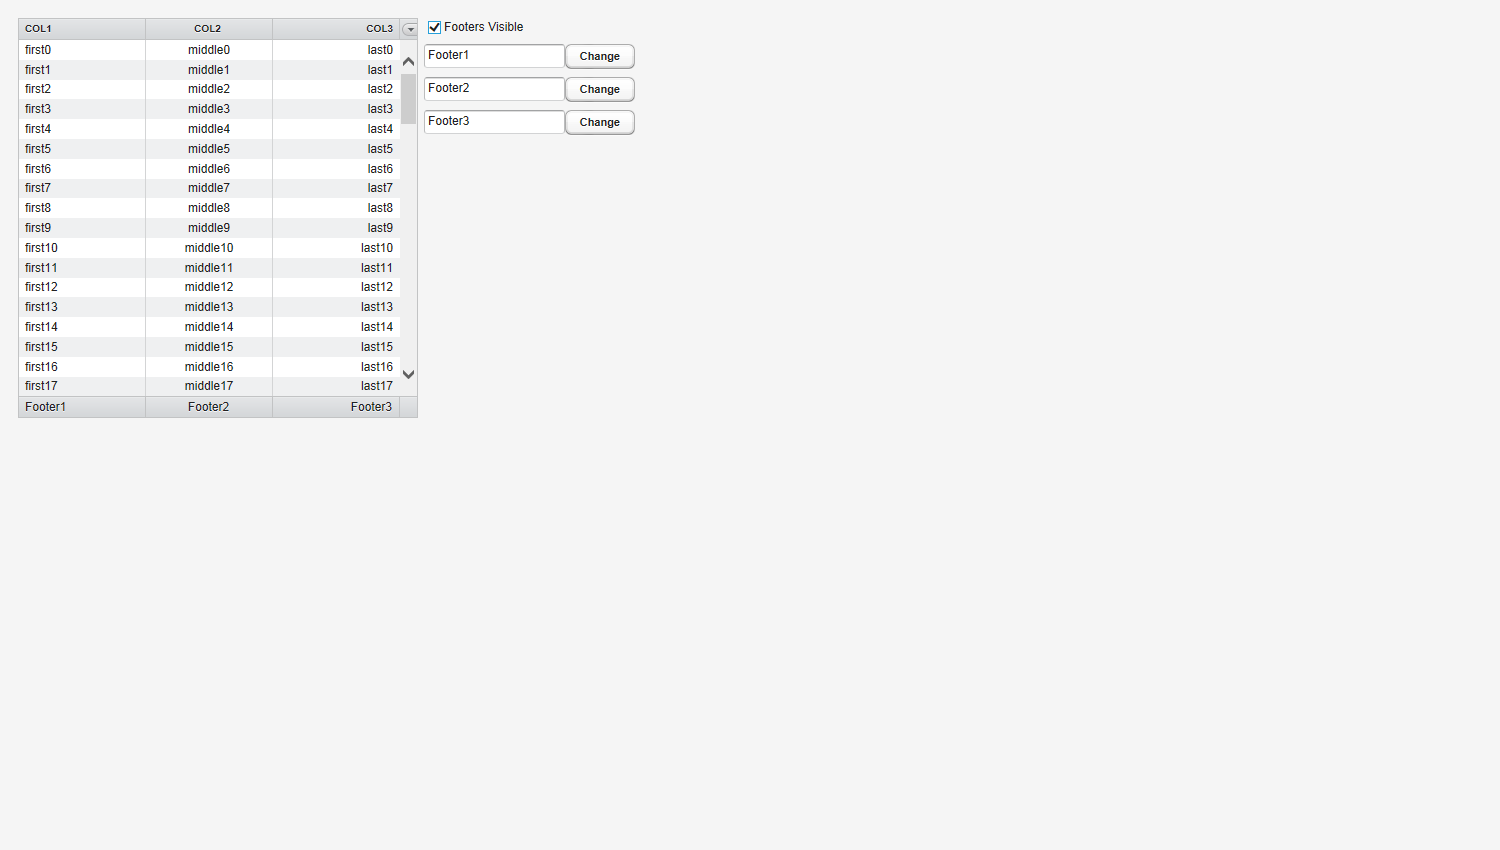 COL1 COL2 COL3
first0 middle0 last0
first1 middle1 last1
first2 middle2 last2
first3 middle3 last3
first4 middle4 last4
first5 middle5 last5
first6 middle6 last6
first7 middle7 last7
first8 middle8 last8
first9 middle9 last9
first10 middle10 last10
first11 middle11 last11
first12 middle12 last12
first13 middle13 last13
first14 middle14 last14
first15 middle15 last15
first16 middle16 last16
first17 middle17 last17
Footer1 Footer2 Footer3
Footers Visible
Footer1 Change
Footer2 Change
Footer3 Change